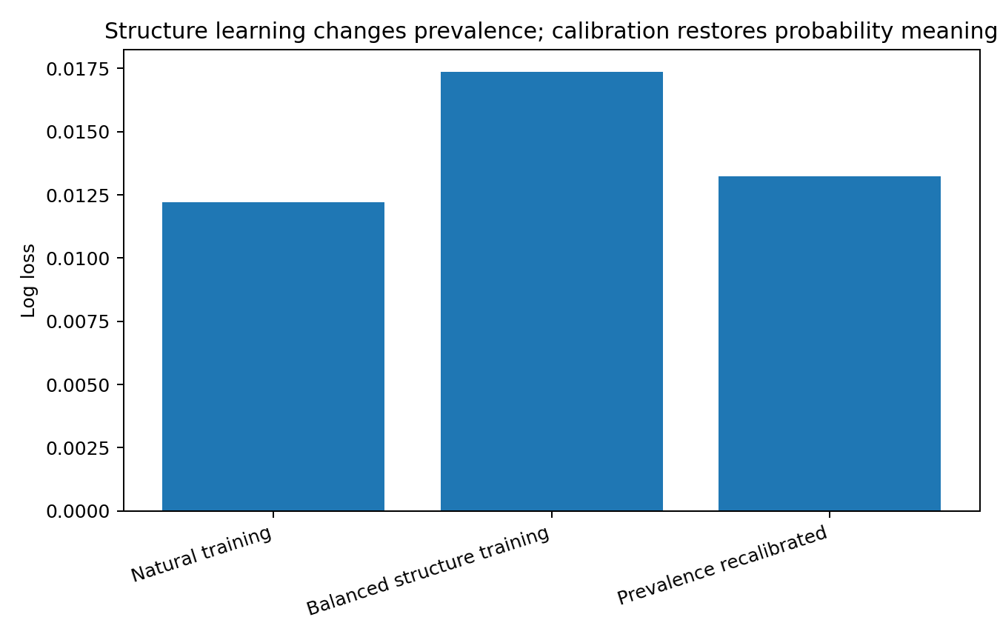 Structure learning changes prevalence; calibration restores probability meaning
0.0175
0.0150
0.0125
0.0100
0.0075
0.0050
0.0025
0.0000
Log loss
Natural training
Balanced structure training
Prevalence recalibrated